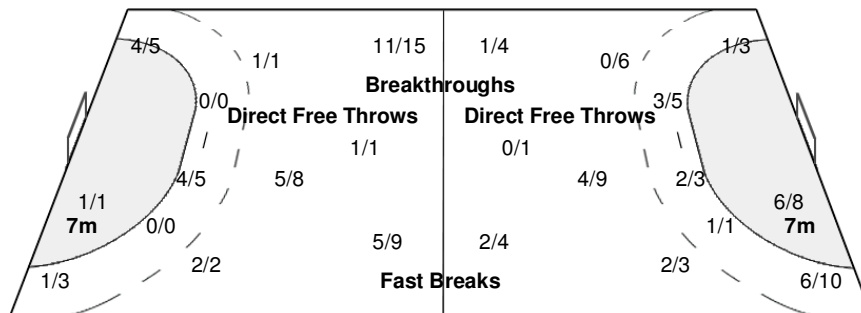 4/5 11/15 1/4 1/3
1/1 0/6
Breakthroughs
0/0 3/5
Direct Free Throws Direct Free Throws
1/1 0/1
4/5 5/8 4/9 2/3
1/1 6/8
7m 0/0 1/1 7m
5/9 2/4
2/2 2/3
1/3 Fast Breaks 6/10